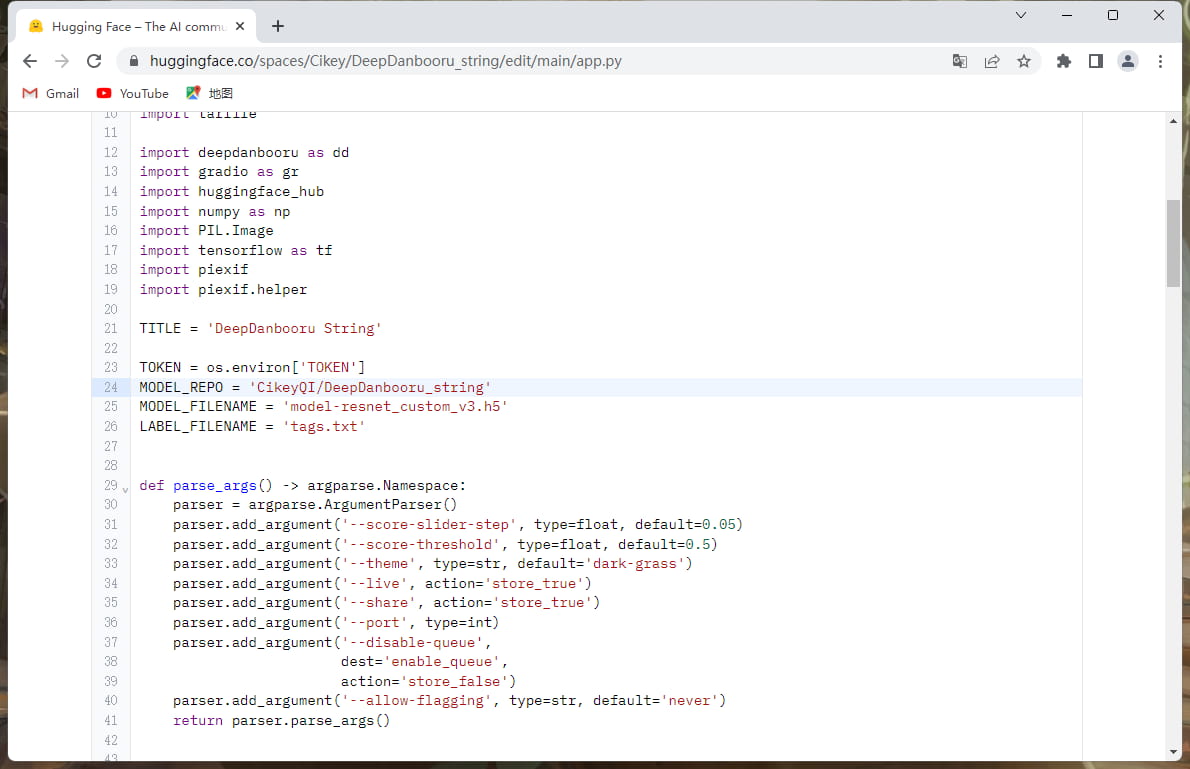 Hugging Face – The AI commu
huggingface.co/spaces/Cikey/DeepDanbooru_string/edit/main/app.py
Gmail YouTube 地图
10 import tarfile
11
12 import deepdanbooru as dd
13 import gradio as gr
14 import huggingface_hub
15 import numpy as np
16 import PIL.Image
17 import tensorflow as tf
18 import piexif
19 import piexif.helper
20
21 TITLE = 'DeepDanbooru String'
22
23 TOKEN = os.environ['TOKEN']
24 MODEL_REPO = 'CikeyQI/DeepDanbooru_string'
25 MODEL_FILENAME = 'model-resnet_custom_v3.h5'
26 LABEL_FILENAME = 'tags.txt'
27
28
29 def parse_args() -> argparse.Namespace:
30 parser = argparse.ArgumentParser()
31 parser.add_argument('--score-slider-step', type=float, default=0.05)
32 parser.add_argument('--score-threshold', type=float, default=0.5)
33 parser.add_argument('--theme', type=str, default='dark-grass')
34 parser.add_argument('--live', action='store_true')
35 parser.add_argument('--share', action='store_true')
36 parser.add_argument('--port', type=int)
37 parser.add_argument('--disable-queue',
38 dest='enable_queue',
39 action='store_false')
40 parser.add_argument('--allow-flagging', type=str, default='never')
41 return parser.parse_args()
42
43